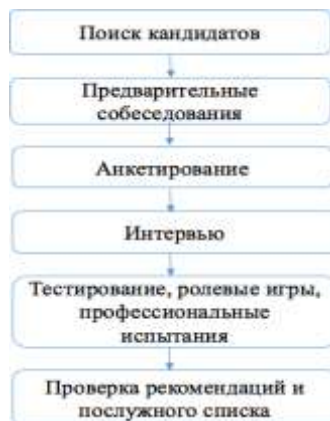 Поиск кандидатов
Предварительные
собеседования
Анкетирование
Интервью
Тестирование, ролевые игры,
профессиональные
испытания
Проверка рекомендаций и
послужного списка